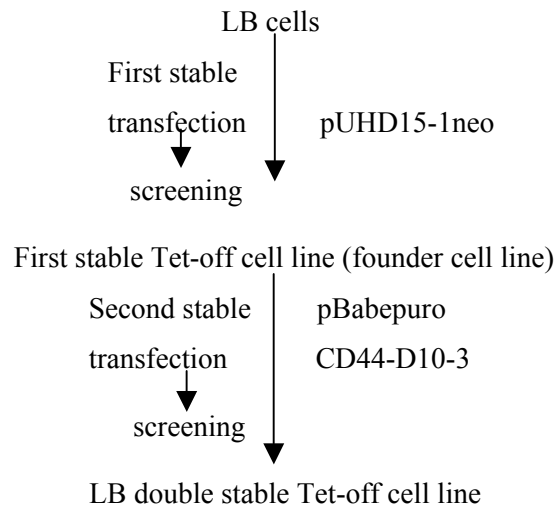 LB cells
First stable
transfection pUHD15-1neo
screening
First stable Tet-off cell line (founder cell line)
Second stable pBabepuro
transfection CD44-D10-3
screening
LB double stable Tet-off cell line